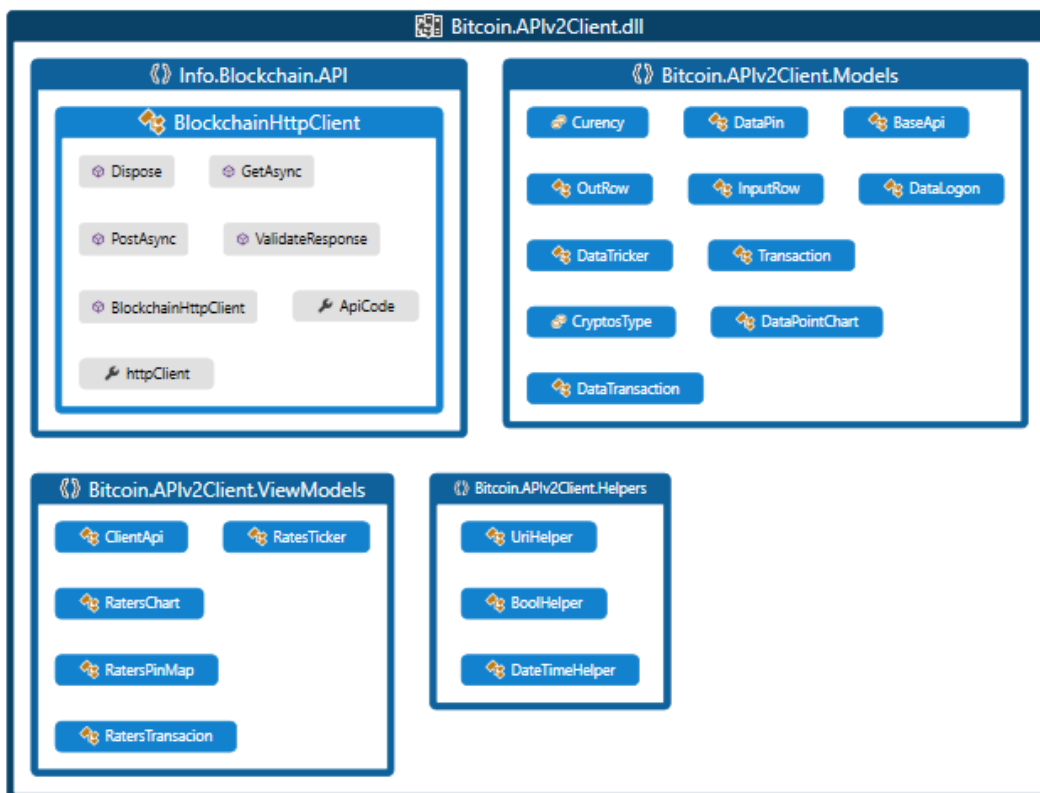 Bitcoin.APIv2Client.dll
Info.Blockchain.API
BlockchainHttpClient
Dispose
GetAsync
PostAsync
ValidateResponse
BlockchainHttpClient
ApiCode
httpClient
Bitcoin.APIv2Client.Models
Curency
DataPin
BaseApi
OutRow
InputRow
DataLogon
DataTricker
Transaction
CryptosType
DataPointChart
DataTransaction
Bitcoin.APIv2Client.ViewModels
ClientApi
RatesTicker
RatersChart
RatersPinMap
RatersTransacion
Bitcoin.APIv2Client.Helpers
UriHelper
BoolHelper
DateTimeHelper